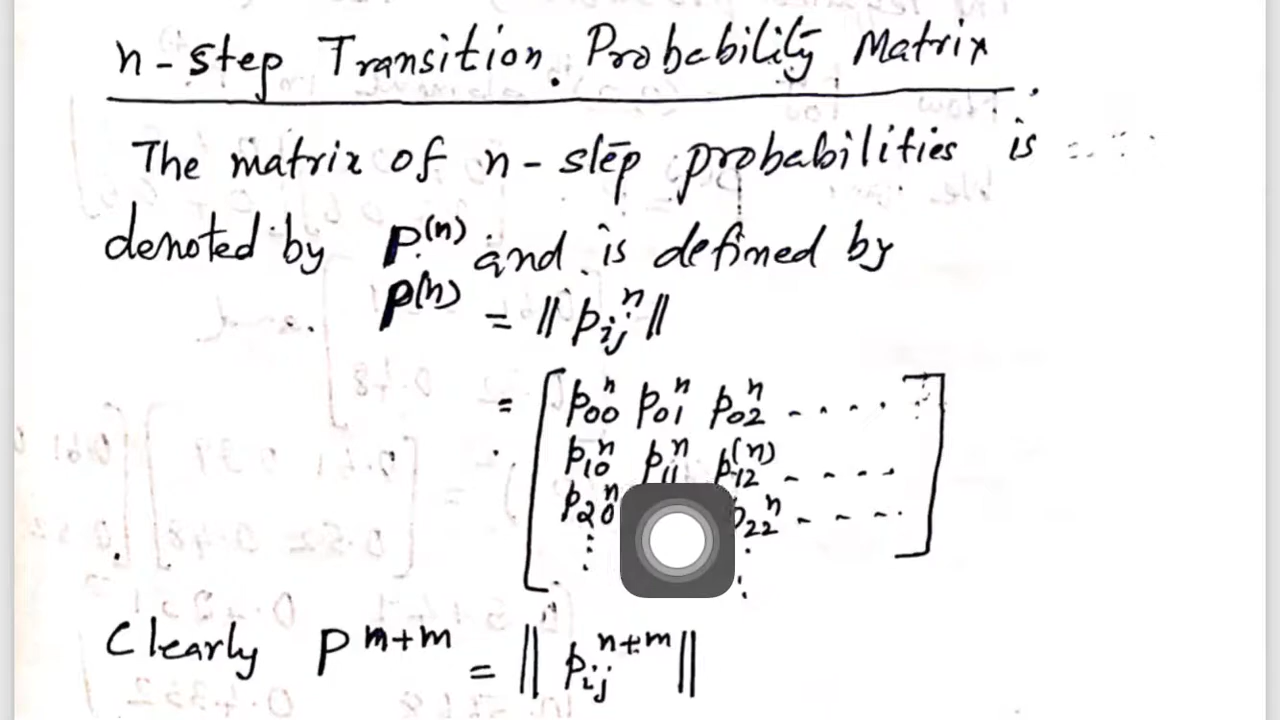 n-step Transition Probability Matrix
The matrix of n-step probabilities is
denoted by P^(n) and is defined by
P^(n) = || p_ij^n ||
= [ p_00^n p_01^n p_02^n - . . . .
p_10^n p_11^n p_12^(n) - - - - -
p_20^n p_22^n - - - - . ]
Clearly P^n+m = || p_ij^n+m ||